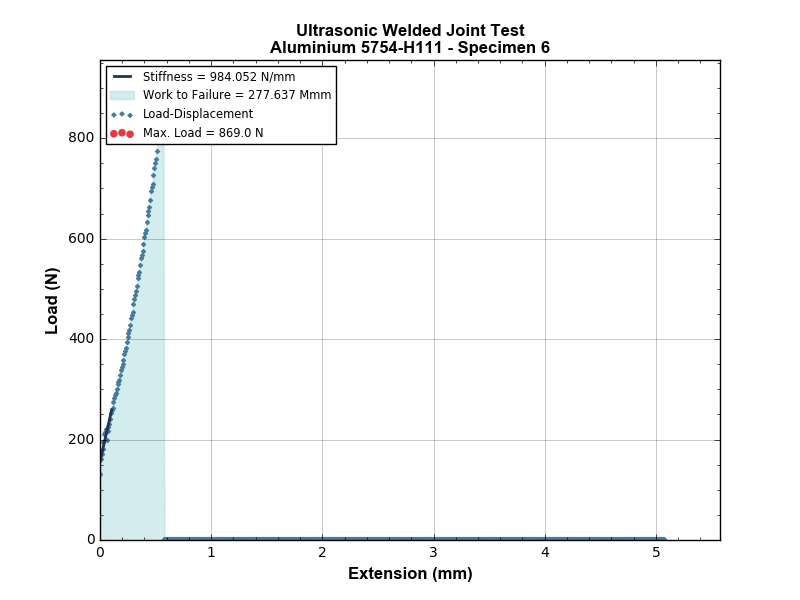 Ultrasonic Welded Joint Test
Aluminium 5754-H111 - Specimen 6
Stiffness = 984.052 N/mm
Work to Failure = 277.637 Mmm
Load-Displacement
Max. Load = 869.0 N
800
600
400
200
0
0 1 2 3 4 5
Load (N)
Extension (mm)